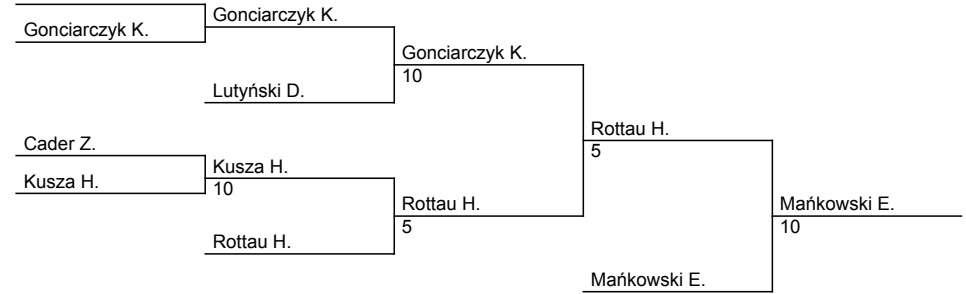 Gonciarczyk K.
Gonciarczyk K.
Gonciarczyk K.
10
Lutyński D.
Rottau H.
5
Cader Z.
Kusza H.
Kusza H.
10
Rottau H.
5
Mańkowski E.
10
Rottau H.
Mańkowski E.